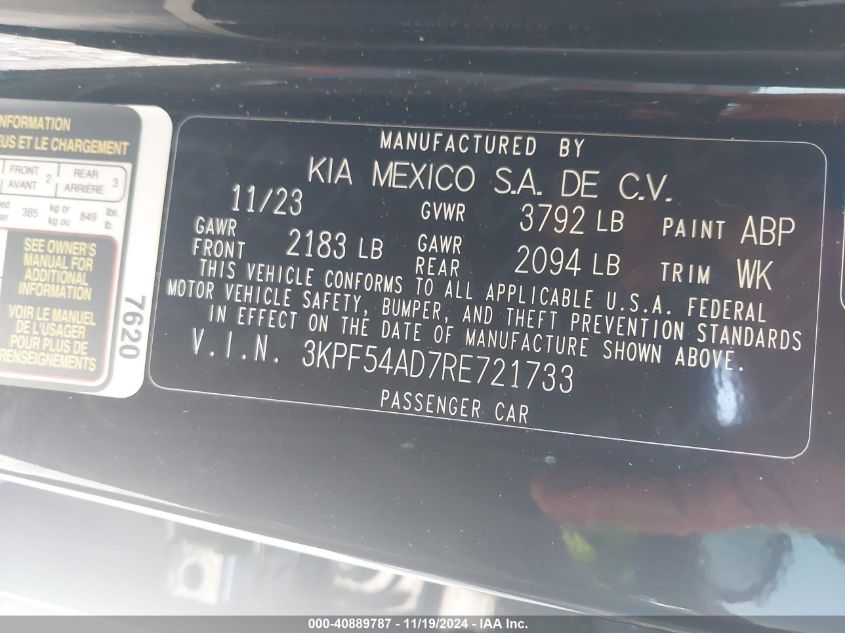 MANUFACTURED BY
KIA MEXICO S.A. DE C.V.
11/23 GVWR 3792 LB PAINT ABP
GAWR FRONT 2183 LB GAWR REAR 2094 LB TRIM WK
THIS VEHICLE CONFORMS TO ALL APPLICABLE U.S.A. FEDERAL
MOTOR VEHICLE SAFETY, BUMPER, AND THEFT PREVENTION STANDARDS
IN EFFECT ON THE DATE OF MANUFACTURE SHOWN ABOVE.
V.I.N. 3KPF54AD7RE721733
PASSENGER CAR
INFORMATION
ET LE CHARGEMENT
FRONT AVANT 2 REAR ARRIÈRE 3
385 kg or kg ou 849 lbs. lb.
SEE OWNER'S
MANUAL FOR
ADDITIONAL
INFORMATION
VOIR LE MANUEL
DE L'USAGER
POUR PLUS DE
RENSEIGNEMENTS
7620
000-40889787 - 11/19/2024 - IAA, Inc.